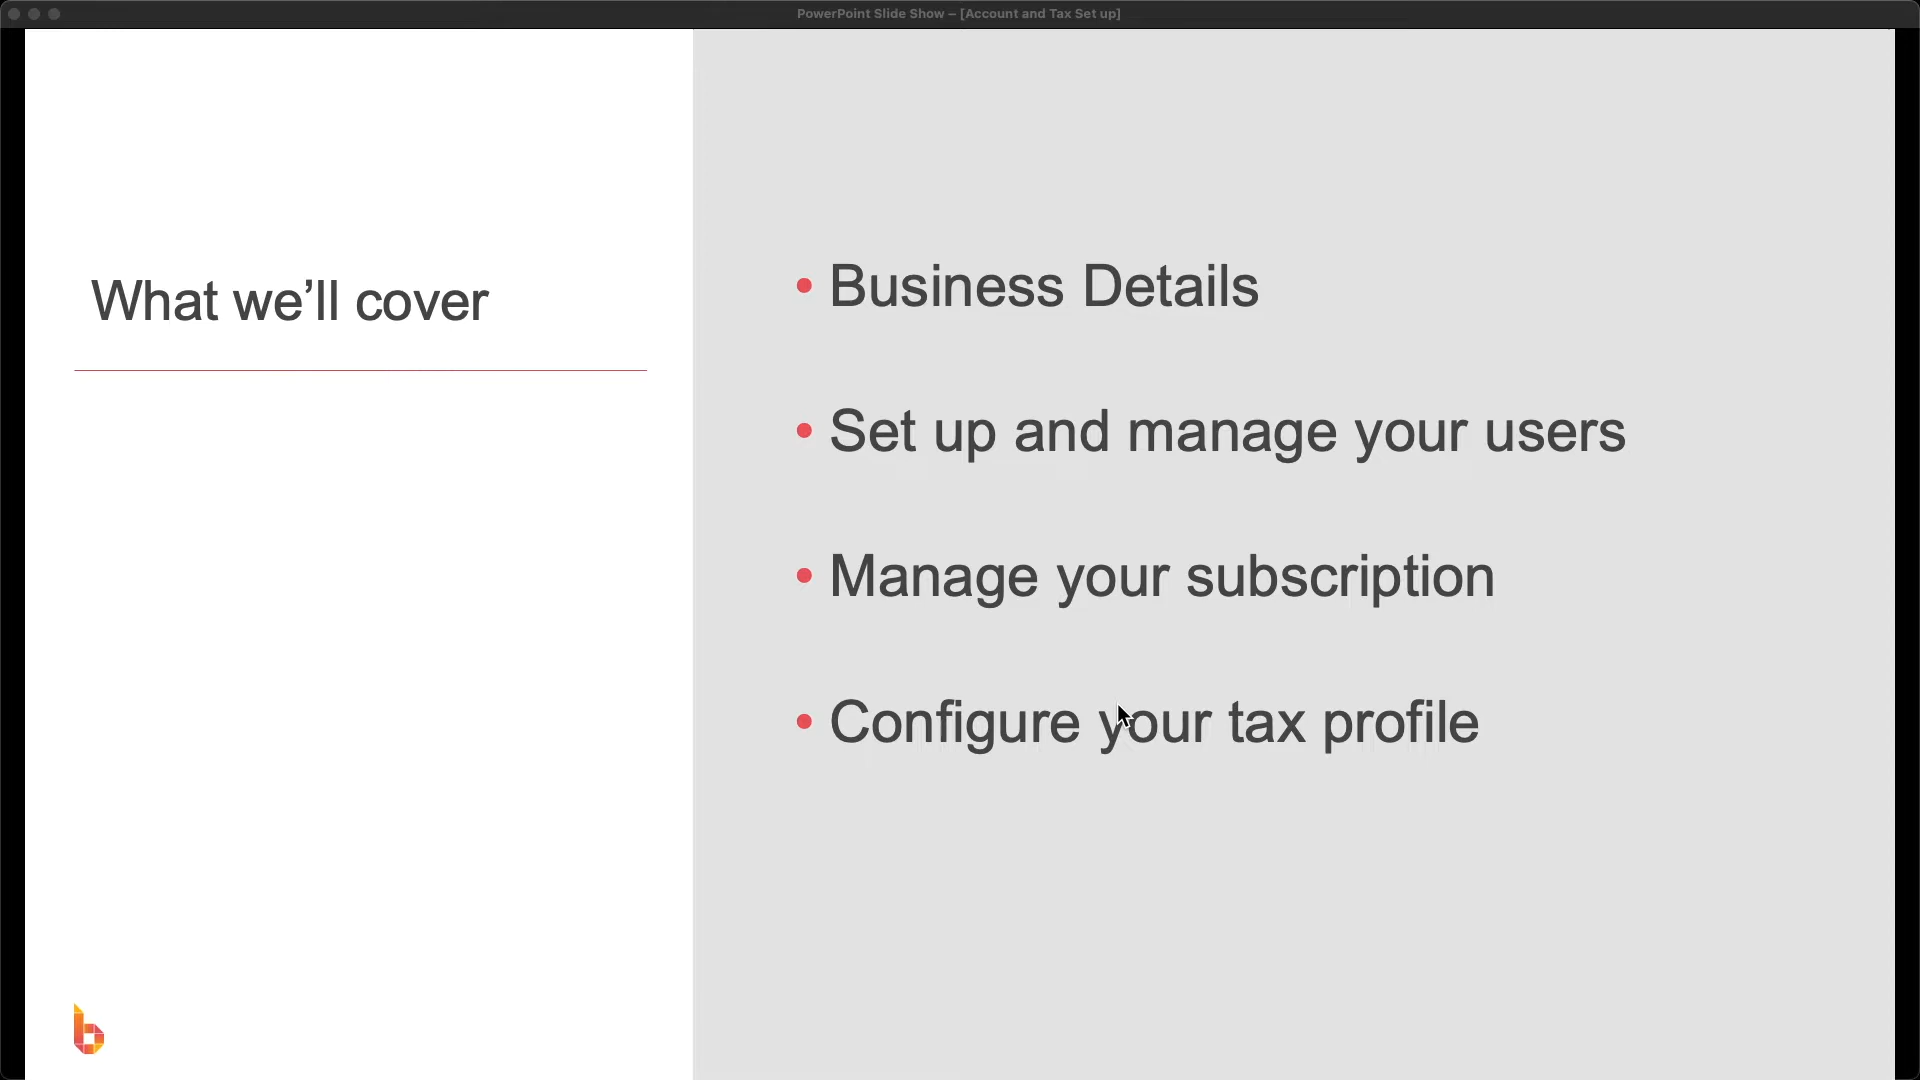 PowerPoint Slide Show – [Account and Tax Set up]
What we’ll cover
• Business Details
• Set up and manage your users
• Manage your subscription
• Configure your tax profile
b